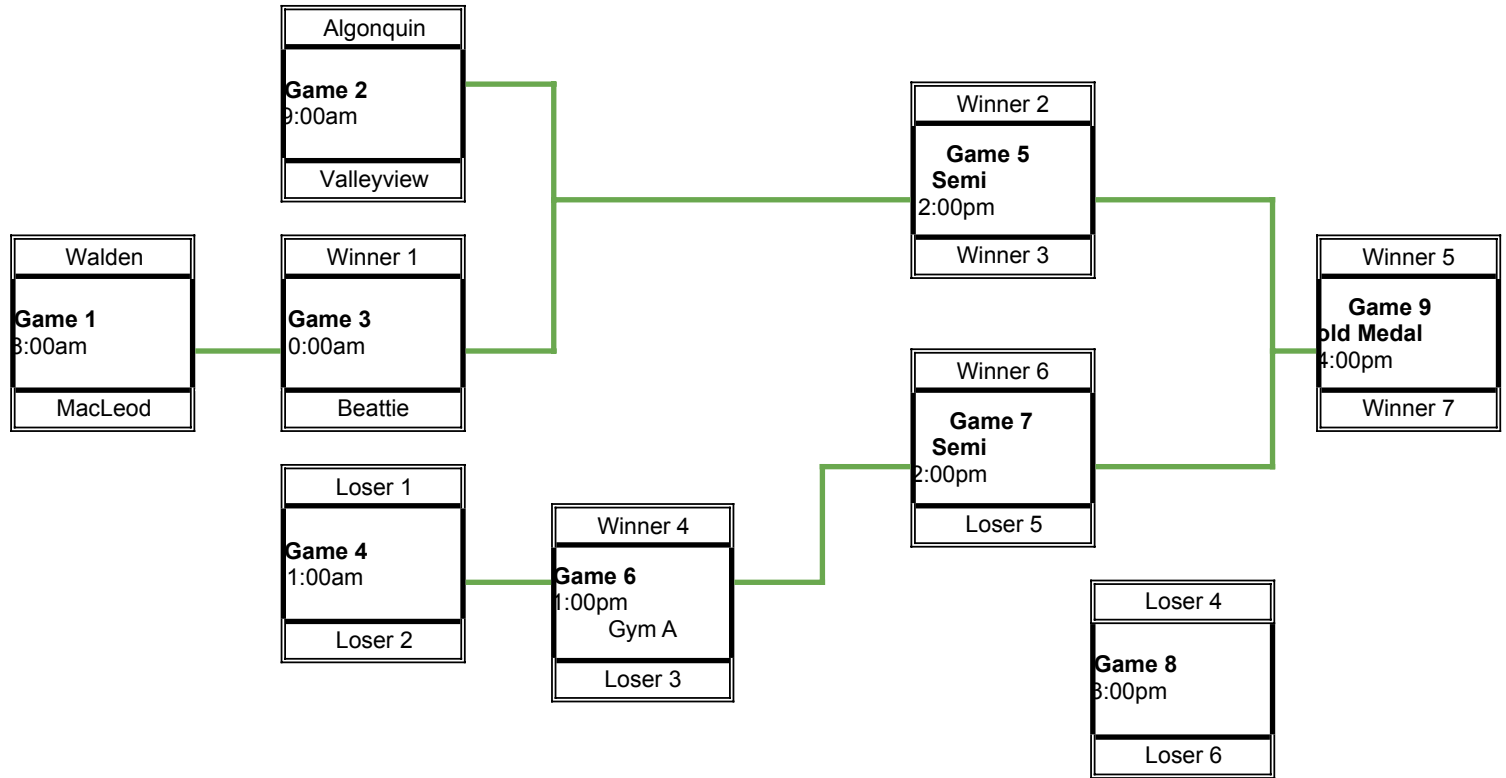 Algonquin
Game 2
9:00am
Valleyview
Walden
Game 1
8:00am
MacLeod
Winner 1
Game 3
0:00am
Beattie
Loser 1
Game 4
1:00am
Loser 2
Winner 4
Game 6
1:00pm
Gym A
Loser 3
Winner 2
Game 5
Semi
2:00pm
Winner 3
Winner 6
Game 7
Semi
2:00pm
Loser 5
Loser 4
Game 8
3:00pm
Loser 6
Winner 5
Game 9
old Medal
4:00pm
Winner 7